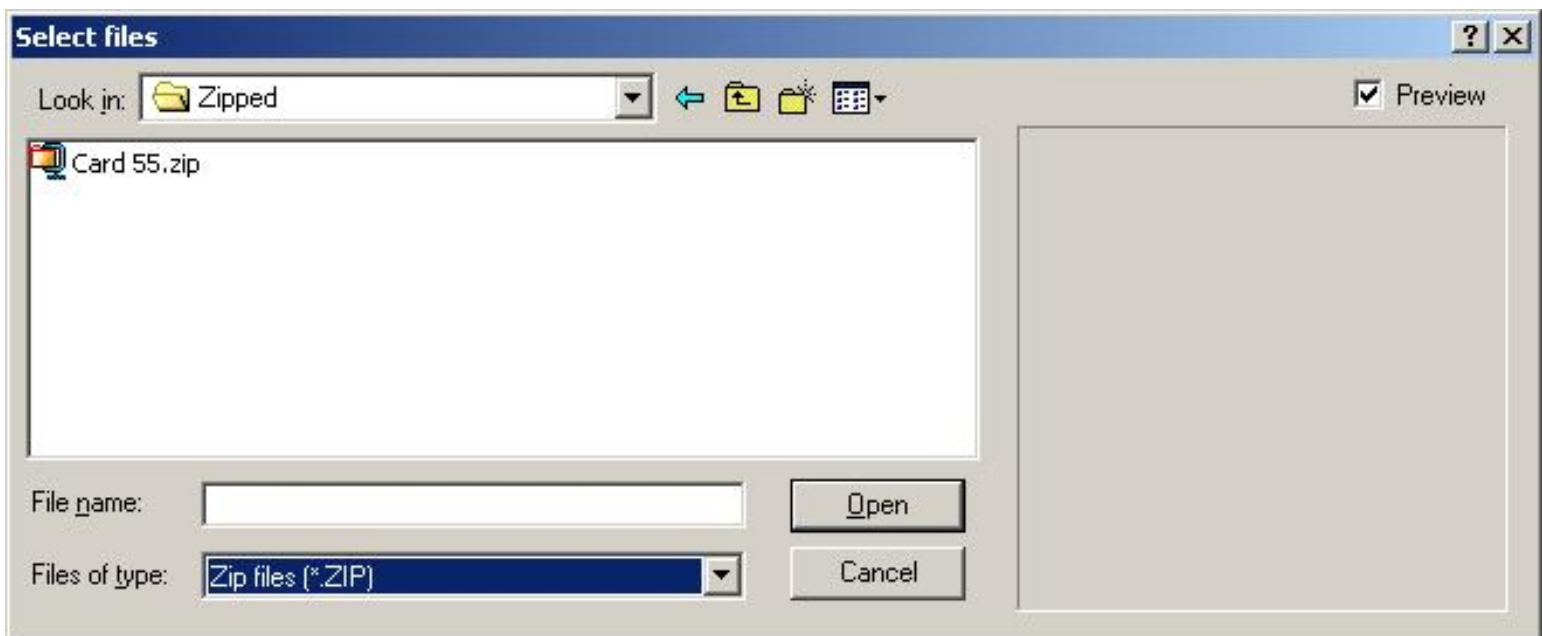 Select files
Look in: Zipped
Preview
Card 55.zip
File name:
Open
Files of type: Zip files (*.ZIP)
Cancel